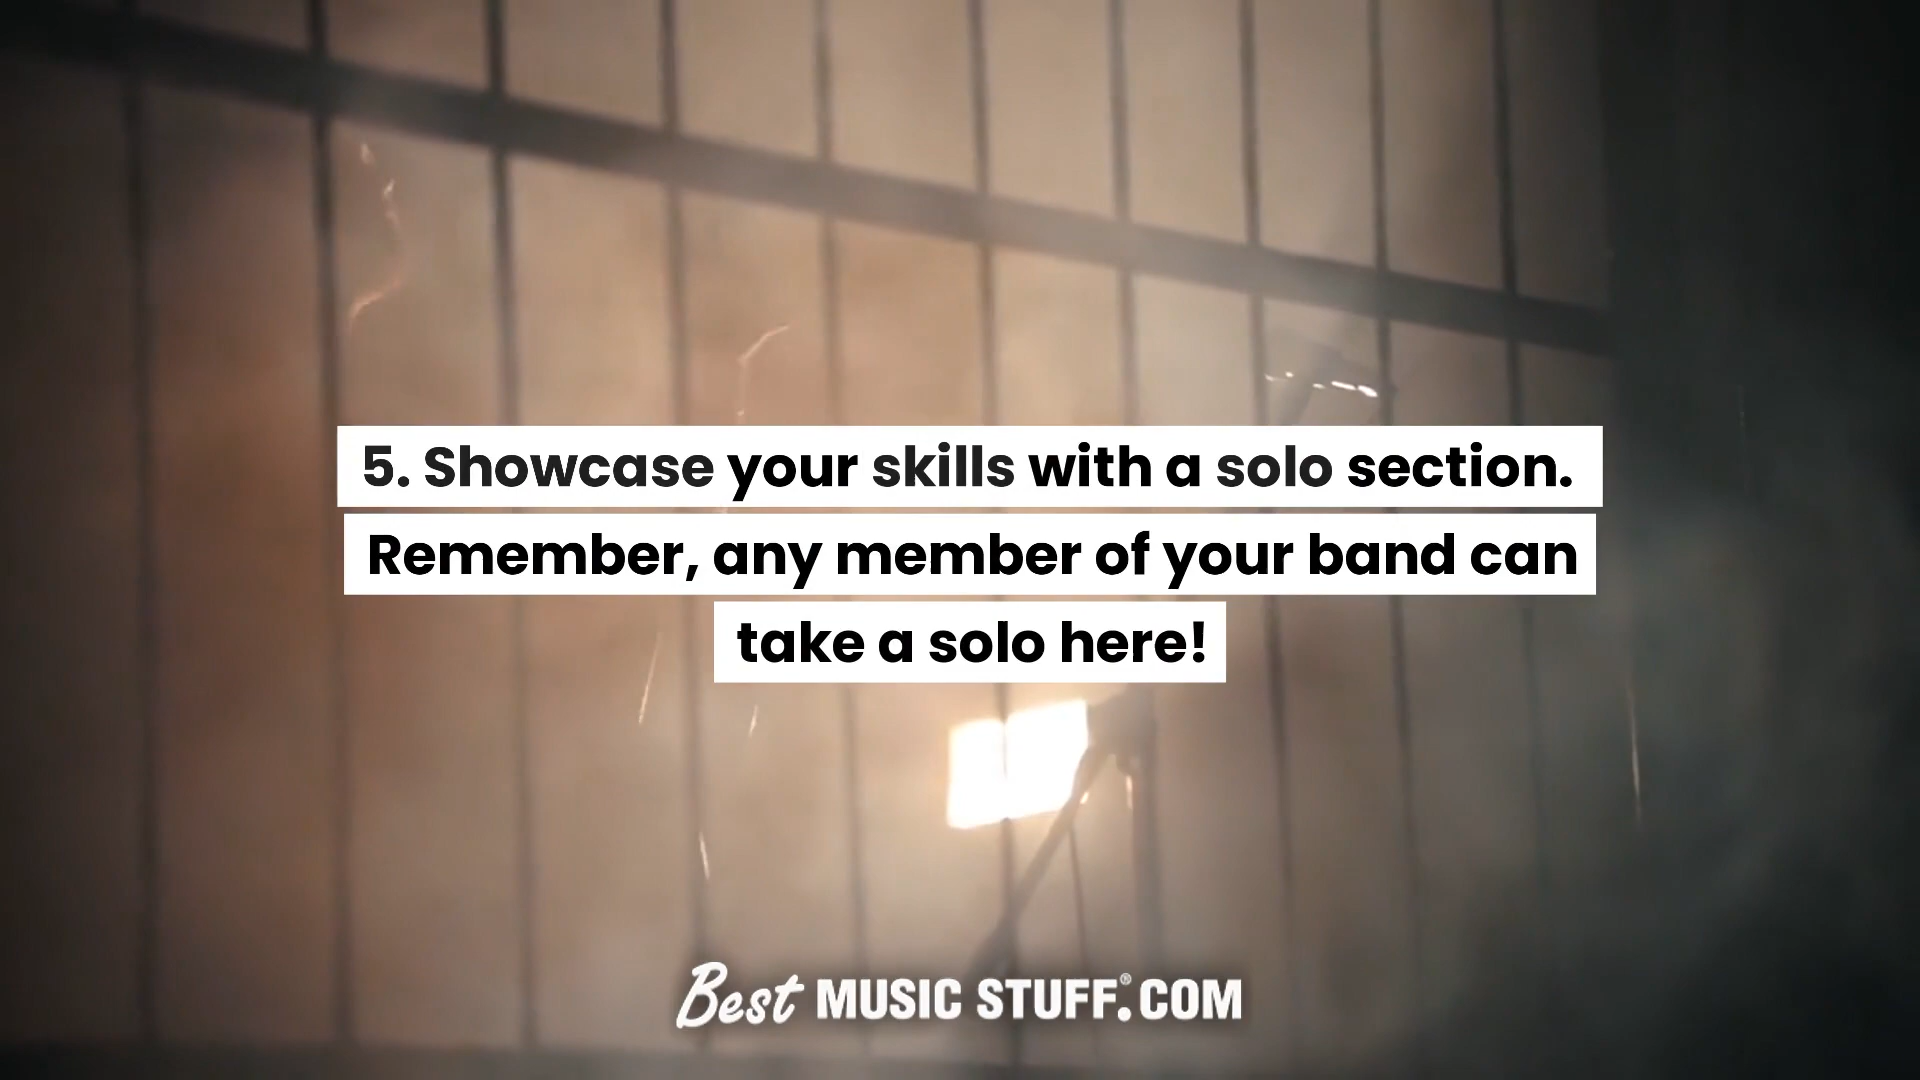 5. Showcase your skills with a solo section.
Remember, any member of your band can
take a solo here!
Best MUSIC STUFF.®COM